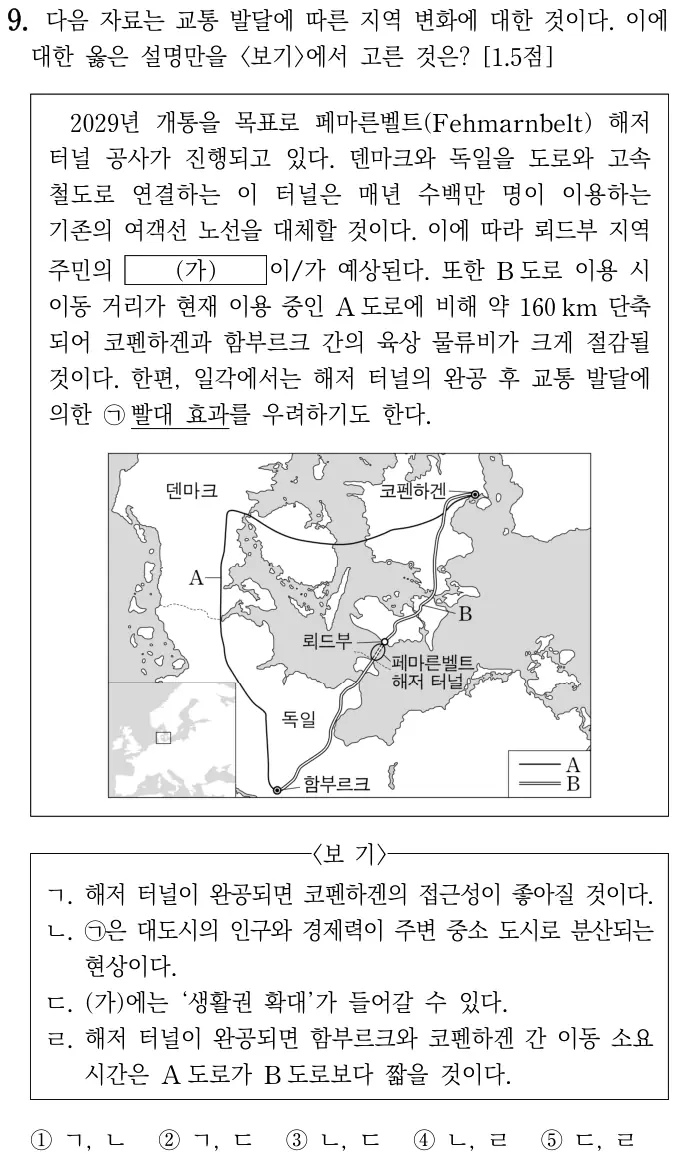 9. 다음 자료는 교통 발달에 따른 지역 변화에 대한 것이다. 이에
대한 옳은 설명만을 〈보기〉에서 고른 것은? [1.5점]
2029년 개통을 목표로 페마른벨트(Fehmarnbelt) 해저
터널 공사가 진행되고 있다. 덴마크와 독일을 도로와 고속
철도로 연결하는 이 터널은 매년 수백만 명이 이용하는
기존의 여객선 노선을 대체할 것이다. 이에 따라 뢰드부 지역
주민의 (가) 이/가 예상된다. 또한 B 도로 이용 시
이동 거리가 현재 이용 중인 A 도로에 비해 약 160 km 단축
되어 코펜하겐과 함부르크 간의 육상 물류비가 크게 절감될
것이다. 한편, 일각에서는 해저 터널의 완공 후 교통 발달에
의한 ㉠ 빨대 효과를 우려하기도 한다.
덴마크
코펜하겐
A
B
뢰드부
페마른벨트
해저 터널
독일
함부르크
A
B
〈보 기〉
ㄱ. 해저 터널이 완공되면 코펜하겐의 접근성이 좋아질 것이다.
ㄴ. ㉠은 대도시의 인구와 경제력이 주변 중소 도시로 분산되는
현상이다.
ㄷ. (가)에는 ‘생활권 확대’가 들어갈 수 있다.
ㄹ. 해저 터널이 완공되면 함부르크와 코펜하겐 간 이동 소요
시간은 A 도로가 B 도로보다 짧을 것이다.
① ㄱ, ㄴ ② ㄱ, ㄷ ③ ㄴ, ㄷ ④ ㄴ, ㄹ ⑤ ㄷ, ㄹ